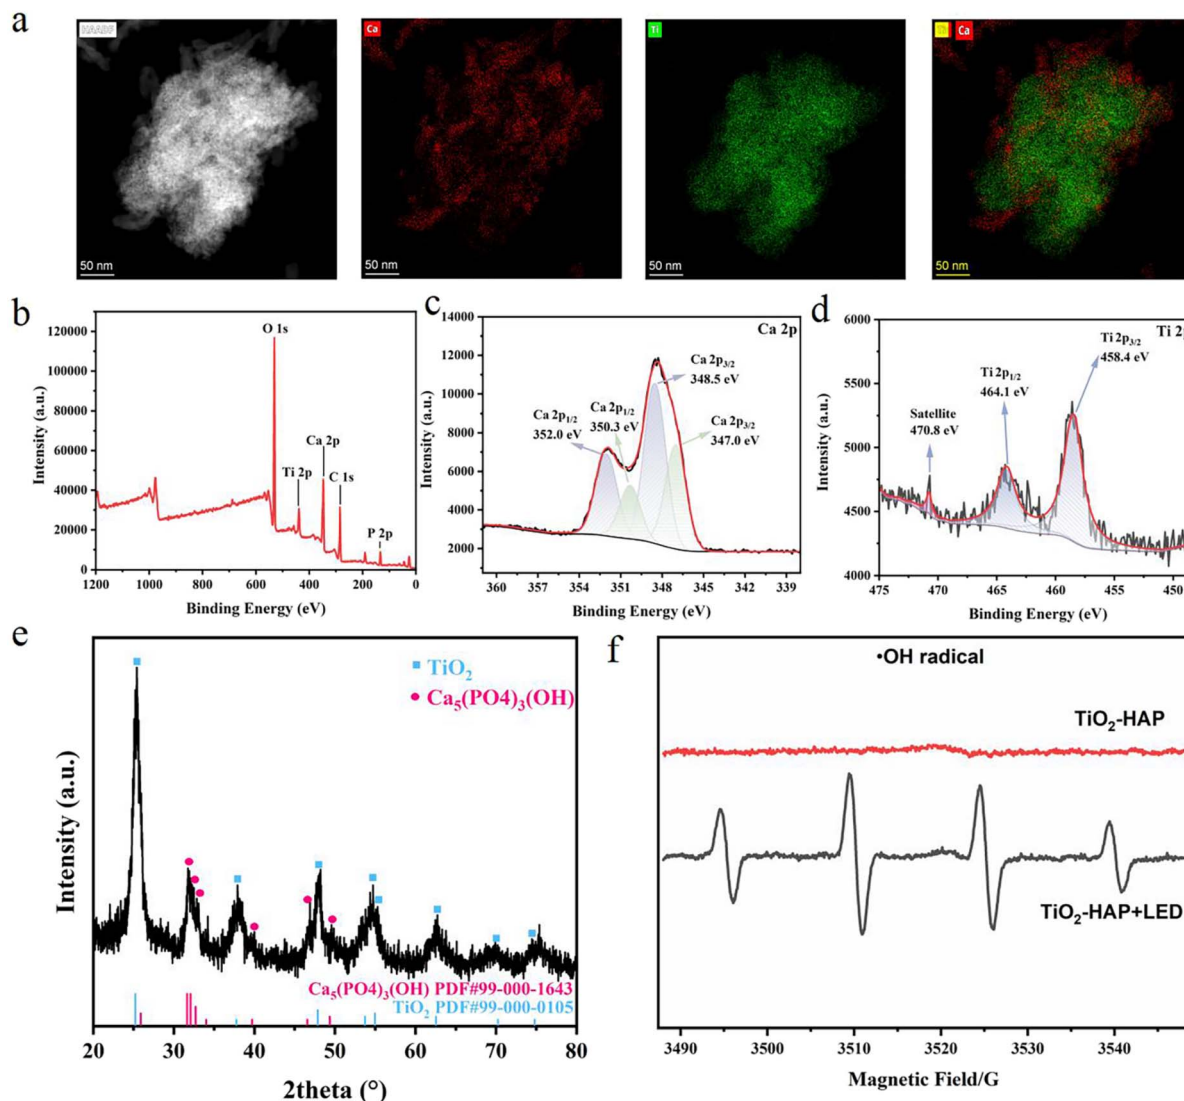 a
HAADF
Ca
Ti
Ca
50 nm
50 nm
50 nm
50 nm
b
120000
100000
80000
60000
40000
20000
0
1200 1000 800 600 400 200 0
Intensity (a.u.)
Binding Energy (eV)
O 1s
Ti 2p
Ca 2p
C 1s
P 2p
c
14000
12000
10000
8000
6000
4000
2000
360 357 354 351 348 345 342 339
Intensity (a.u.)
Binding Energy (eV)
Ca 2p
Ca 2p1/2
352.0 eV
Ca 2p1/2
350.3 eV
Ca 2p3/2
348.5 eV
Ca 2p3/2
347.0 eV
d
6000
5500
5000
4500
4000
475 470 465 460 455 450
Intensity (a.u.)
Binding Energy (eV)
Ti 2p
Satellite
470.8 eV
Ti 2p1/2
464.1 eV
Ti 2p3/2
458.4 eV
e
Intensity (a.u.)
TiO2
Ca5(PO4)3(OH)
Ca5(PO4)3(OH) PDF#99-000-1643
TiO2 PDF#99-000-0105
20 30 40 50 60 70 80
2theta (°)
f
•OH radical
TiO2-HAP
TiO2-HAP+LED
3490 3500 3510 3520 3530 3540
Magnetic Field/G